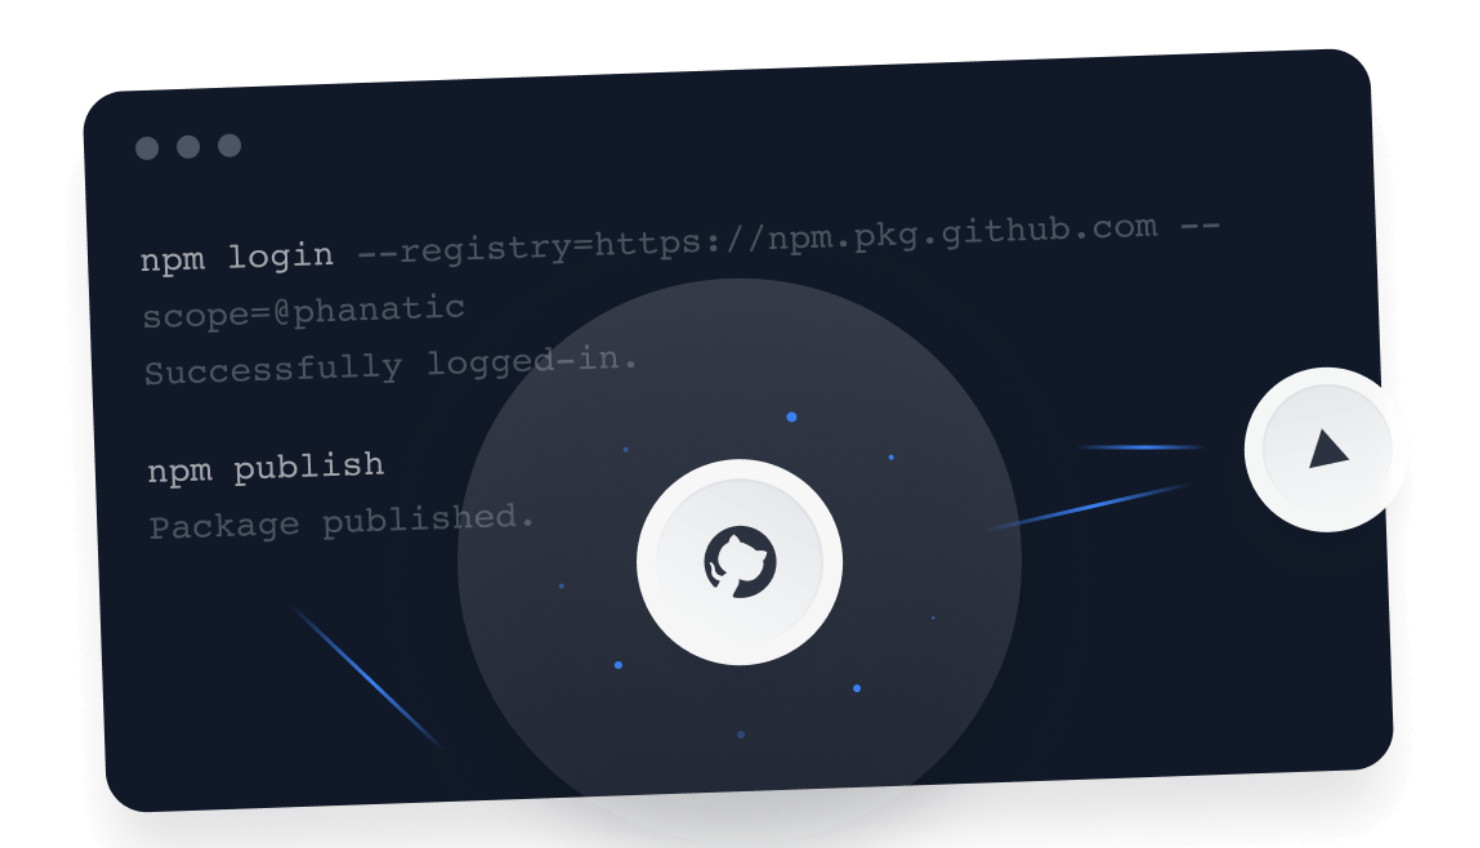 npm login --registry=https://npm.pkg.github.com --
scope=@phanatic
Successfully logged-in.
npm publish
Package published.